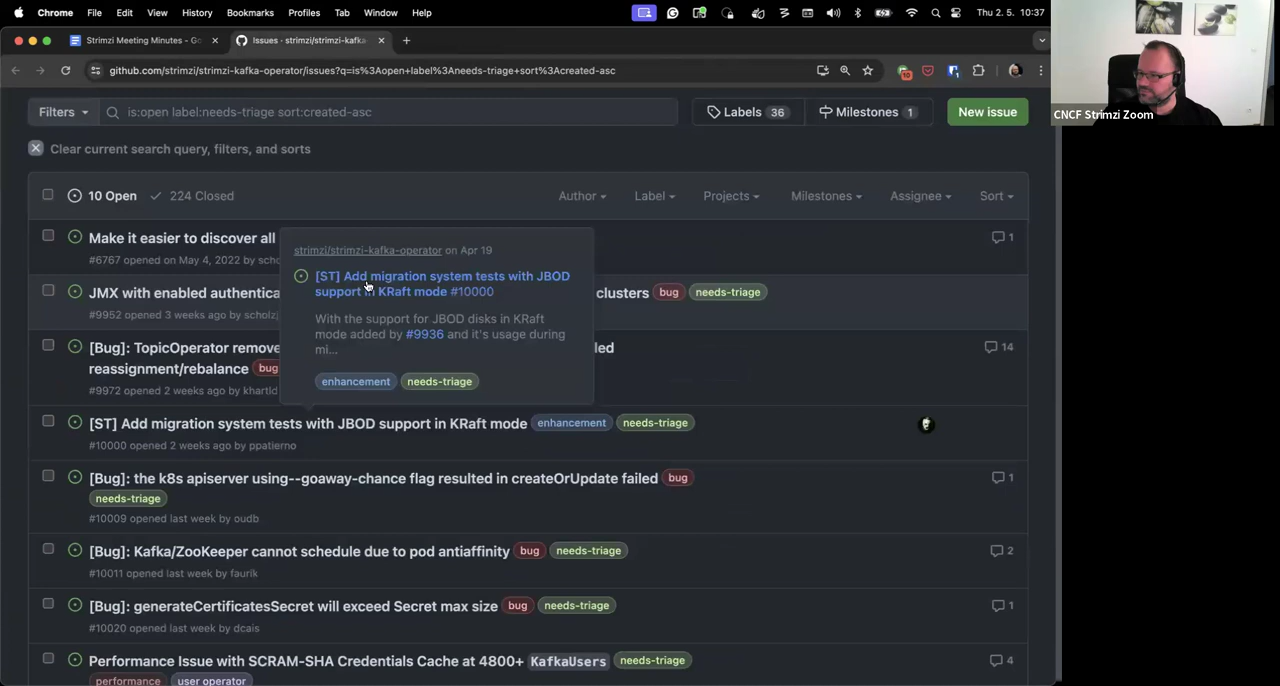 Chrome File Edit View History Bookmarks Profiles Tab Window Help Thu 2. 5. 10:37
Strimzi Meeting Minutes - Go Issues · strimzi/strimzi-kafka-
github.com/strimzi/strimzi-kafka-operator/issues?q=is%3Aopen+label%3Aneeds-triage+sort%3Acreated-asc
10
CNCF Strimzi Zoom
Filters is:open label:needs-triage sort:created-asc Labels 36 Milestones 1 New issue
Clear current search query, filters, and sorts
10 Open 224 Closed Author Label Projects Milestones Assignee Sort
Make it easier to discover all 1
#6767 opened on May 4, 2022 by sch
strimzi/strimzi-kafka-operator on Apr 19
[ST] Add migration system tests with JBOD
support in KRaft mode #10000
With the support for JBOD disks in KRaft
mode added by #9936 and it's usage during
mi...
enhancement needs-triage
JMX with enabled authentica clusters bug needs-triage
#9952 opened 3 weeks ago by scholz
[Bug]: TopicOperator remove led 14
reassignment/rebalance bug
#9972 opened 2 weeks ago by khartld
[ST] Add migration system tests with JBOD support in KRaft mode enhancement needs-triage
#10000 opened 2 weeks ago by ppatierno
[Bug]: the k8s apiserver using--goaway-chance flag resulted in createOrUpdate failed bug 1
needs-triage
#10009 opened last week by oudb
[Bug]: Kafka/ZooKeeper cannot schedule due to pod antiaffinity bug needs-triage 2
#10011 opened last week by faurik
[Bug]: generateCertificatesSecret will exceed Secret max size bug needs-triage 1
#10020 opened last week by dcais
Performance Issue with SCRAM-SHA Credentials Cache at 4800+ KafkaUsers needs-triage 4
performance user operator